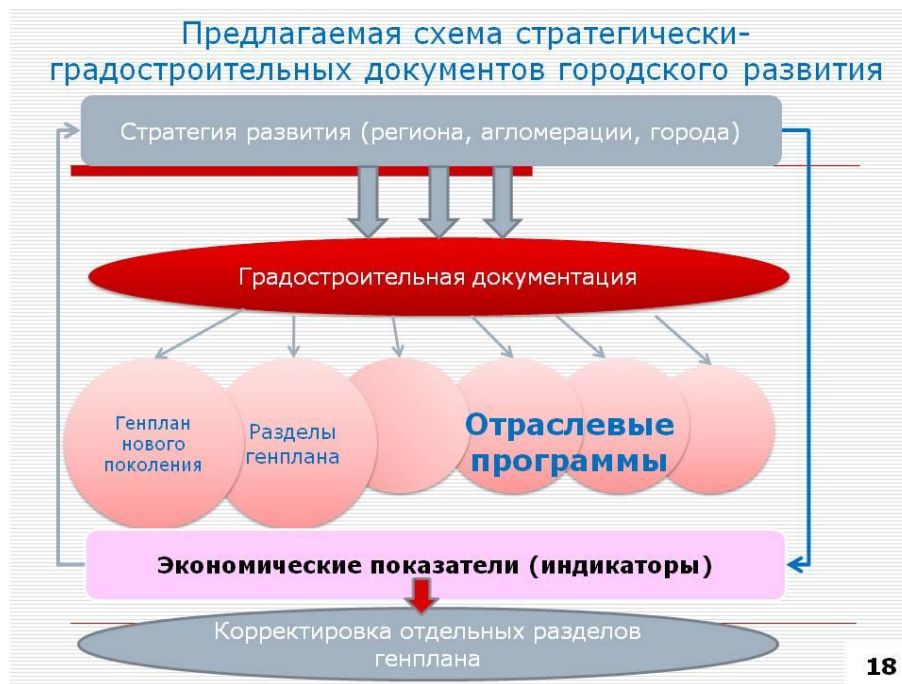 Предлагаемая схема стратегически-
градостроительных документов городского развития
Стратегия развития (региона, агломерации, города)
Градостроительная документация
Генплан
нового
поколения
Разделы
генплана
Отраслевые
программы
Экономические показатели (индикаторы)
Корректировка отдельных разделов
генплана
18